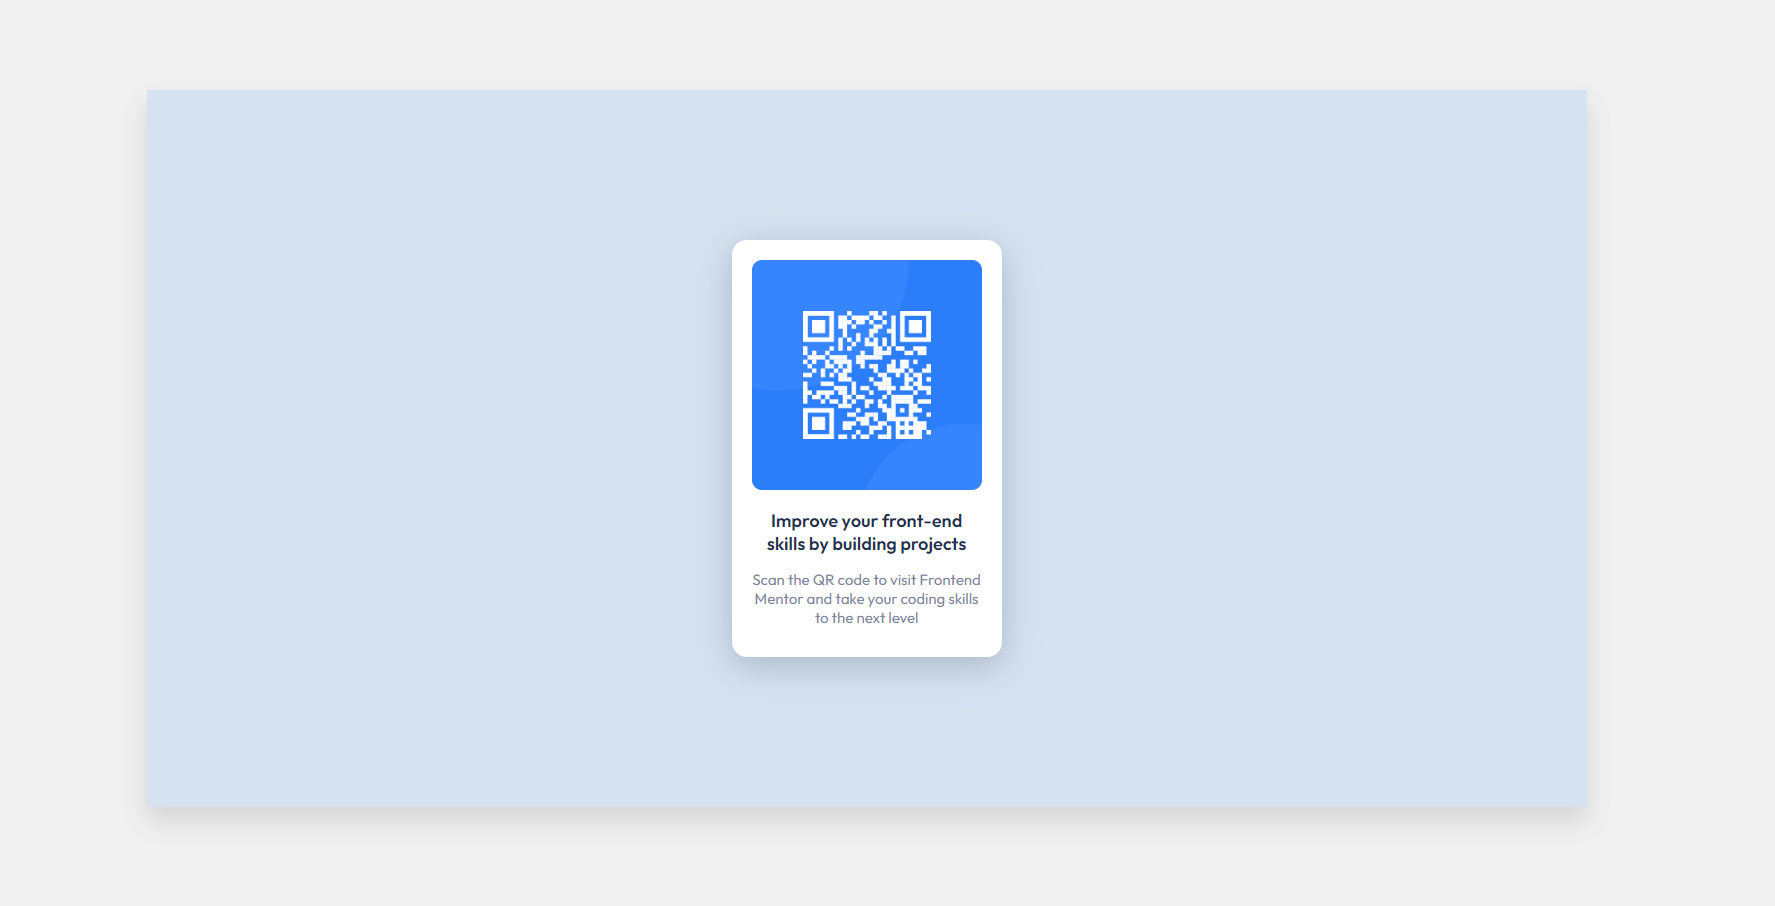 Improve your front-end
skills by building projects
Scan the QR code to visit Frontend
Mentor and take your coding skills
to the next level